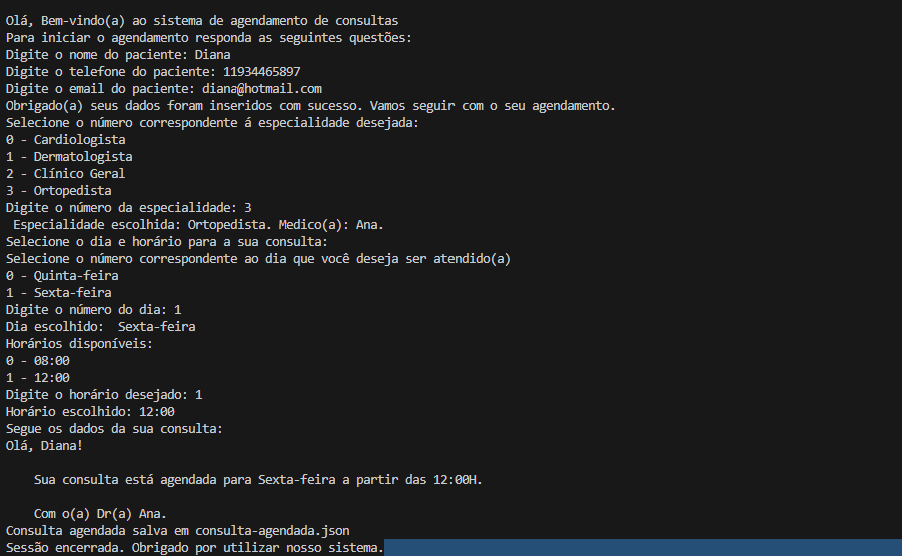 Olá, Bem-vindo(a) ao sistema de agendamento de consultas
Para iniciar o agendamento responda as seguintes questões:
Digite o nome do paciente: Diana
Digite o telefone do paciente: 11934465897
Digite o email do paciente: diana@hotmail.com
Obrigado(a) seus dados foram inseridos com sucesso. Vamos seguir com o seu agendamento.
Selecione o número correspondente á especialidade desejada:
0 - Cardiologista
1 - Dermatologista
2 - Clínico Geral
3 - Ortopedista
Digite o número da especialidade: 3
Especialidade escolhida: Ortopedista. Medico(a): Ana.
Selecione o dia e horário para a sua consulta:
Selecione o número correspondente ao dia que você deseja ser atendido(a)
0 - Quinta-feira
1 - Sexta-feira
Digite o número do dia: 1
Dia escolhido:  Sexta-feira
Horários disponíveis:
0 - 08:00
1 - 12:00
Digite o horário desejado: 1
Horário escolhido: 12:00
Segue os dados da sua consulta:
Olá, Diana!
Sua consulta está agendada para Sexta-feira a partir das 12:00H.
Com o(a) Dr(a) Ana.
Consulta agendada salva em consulta-agendada.json
Sessão encerrada. Obrigado por utilizar nosso sistema.